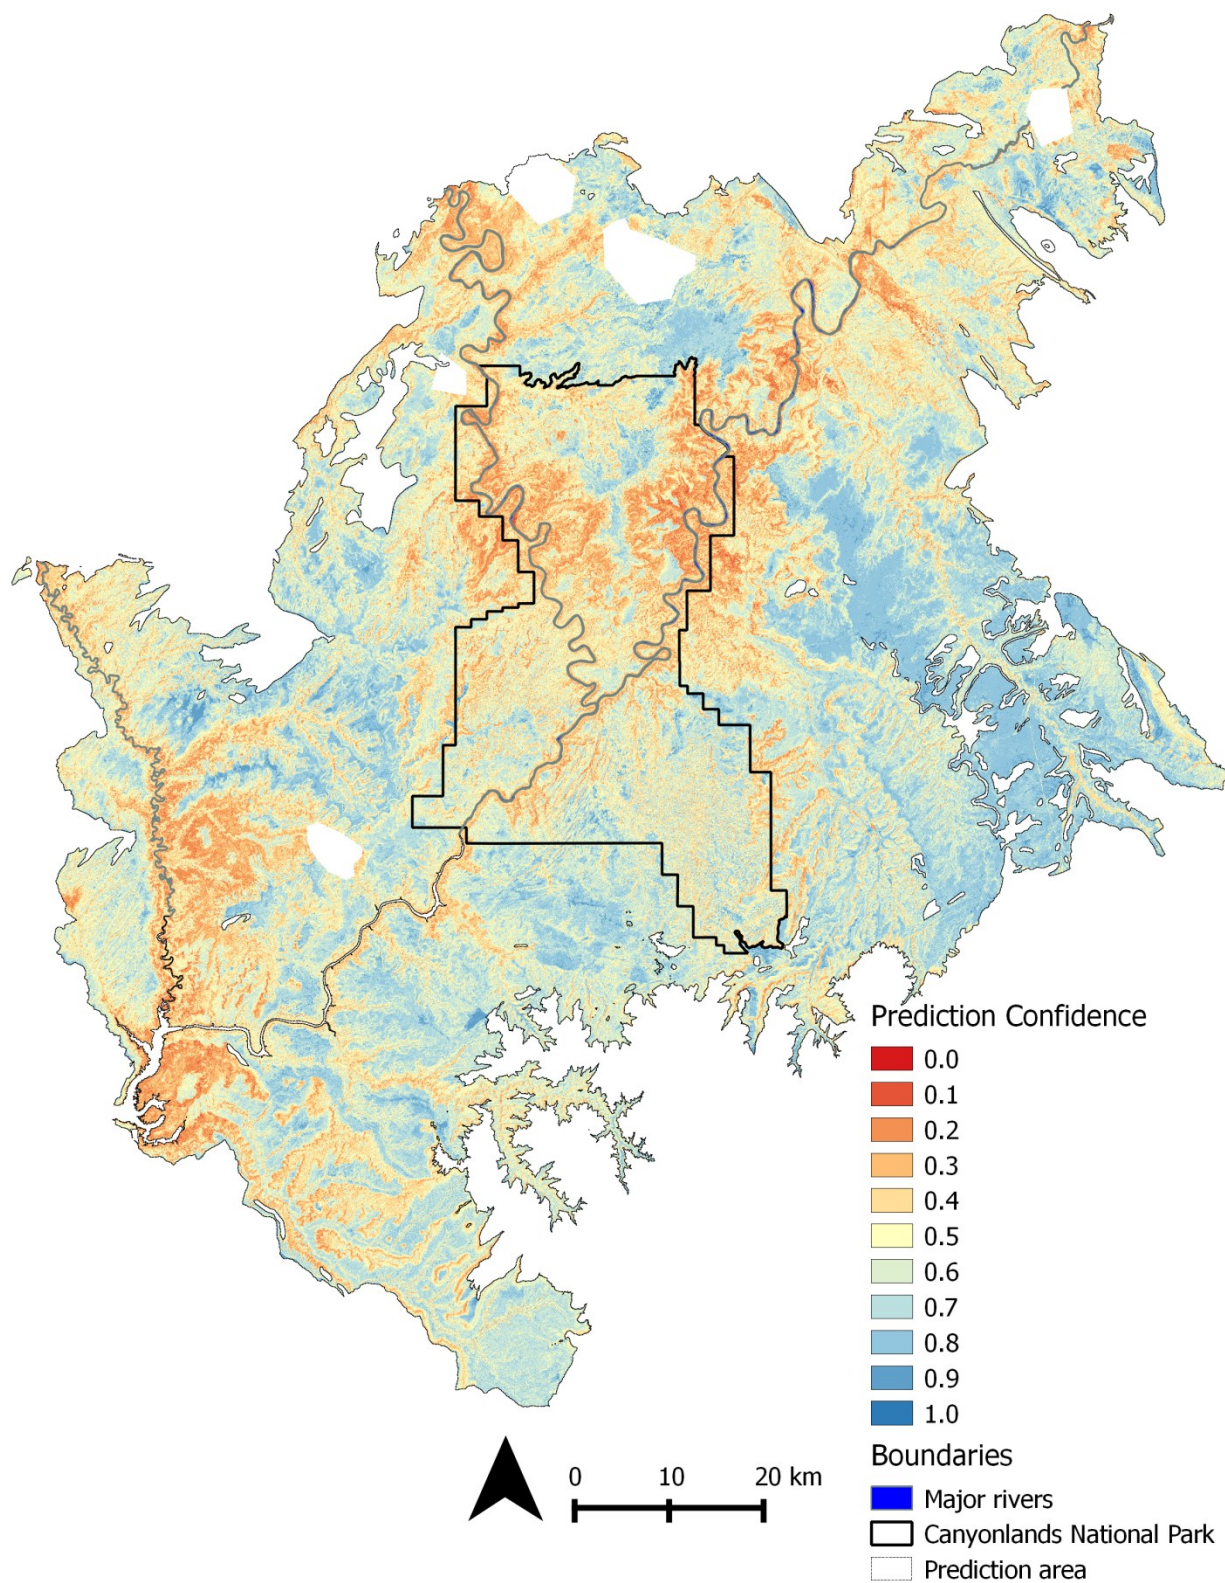 Prediction Confidence
0.0
0.1
0.2
0.3
0.4
0.5
0.6
0.7
0.8
0.9
1.0
Boundaries
Major rivers
Canyonlands National Park
Prediction area
0 10 20 km